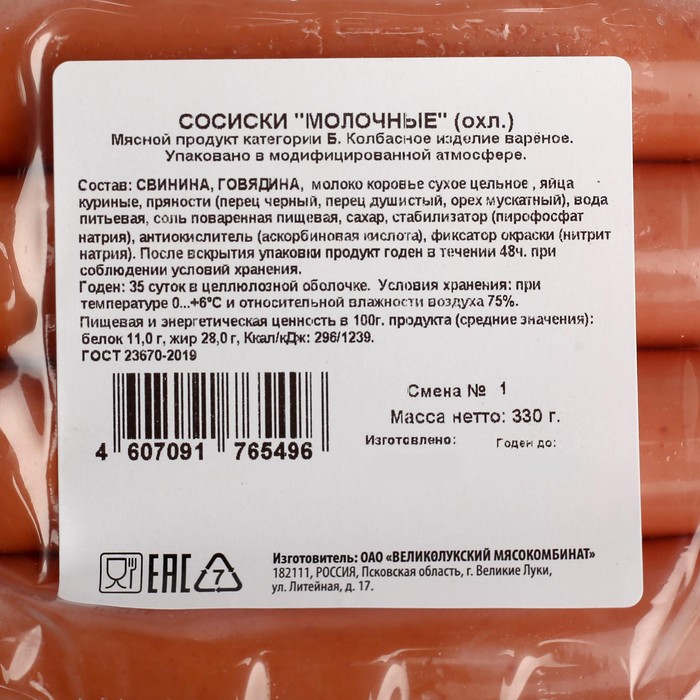 СОСИСКИ "МОЛОЧНЫЕ" (охл.)
Мясной продукт категории Б. Колбасное изделие варёное.
Упаковано в модифицированной атмосфере.
Состав: СВИНИНА, ГОВЯДИНА, молоко коровье сухое цельное , яйца
куриные, пряности (перец черный, перец душистый, орех мускатный), вода
питьевая, соль поваренная пищевая, сахар, стабилизатор (пирофосфат
натрия), антиокислитель (аскорбиновая кислота), фиксатор окраски (нитрит
натрия). После вскрытия упаковки продукт годен в течении 48ч. при
соблюдении условий хранения.
Годен: 35 суток в целлюлозной оболочке. Условия хранения: при
температуре 0...+6°С и относительной влажности воздуха 75%.
Пищевая и энергетическая ценность в 100г. продукта (средние значения):
белок 11,0 г, жир 28,0 г, Ккал/кДж: 296/1239.
ГОСТ 23670-2019
Смена № 1
Масса нетто: 330 г.
Изготовлено: Годен до:
4 607091 765496
EAC 7
Изготовитель: ОАО «ВЕЛИКОЛУКСКИЙ МЯСОКОМБИНАТ»
182111, РОССИЯ, Псковская область, г. Великие Луки,
ул. Литейная, д. 17.